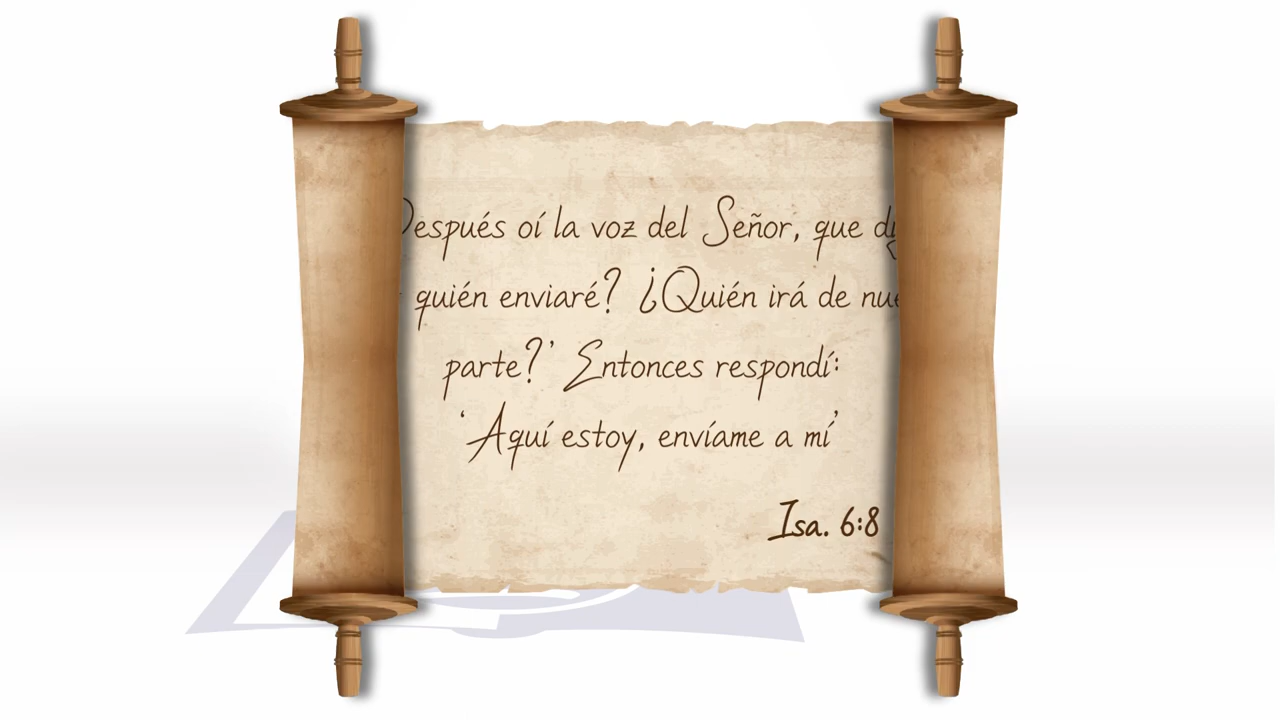 Después oí la voz del Señor, que
quién enviaré? ¿Quién irá de
parte?' Entonces respondí:
'Aquí estoy, envíame a mí'
Isa. 6:8